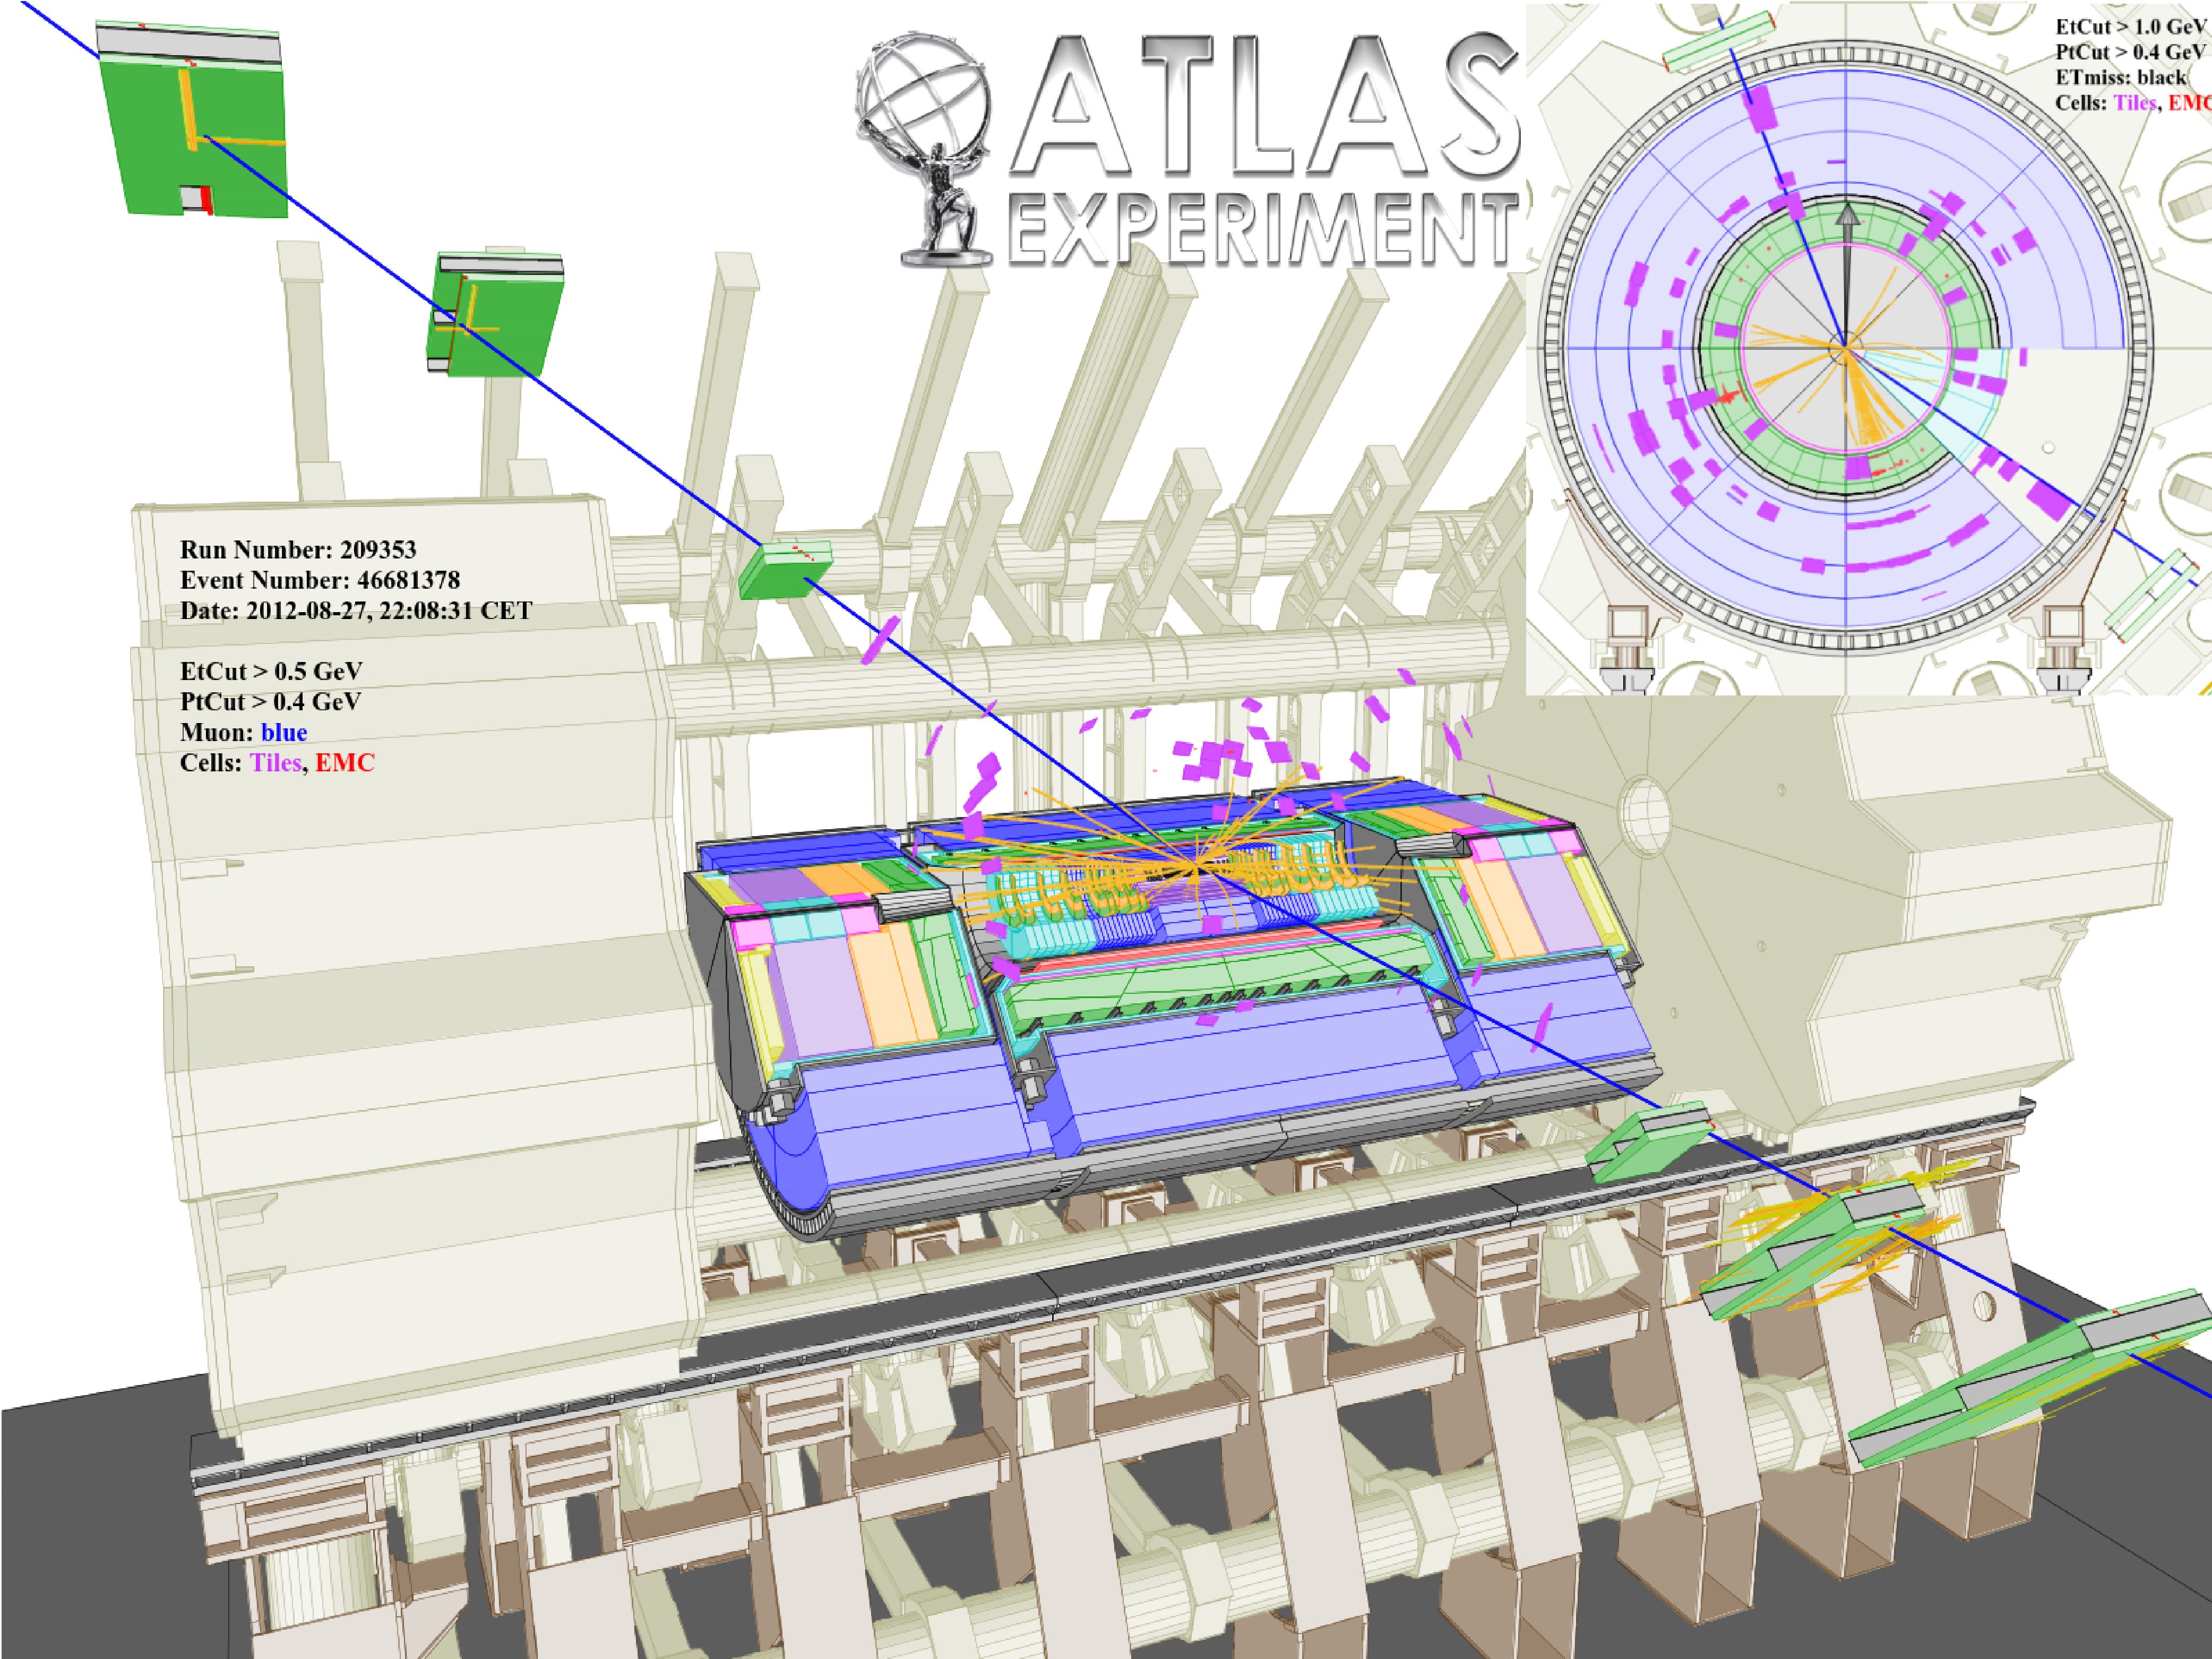 ATLAS
EXPERIMENT
EtCut > 1.0 GeV
PtCut > 0.4 GeV
ETmiss: black
Cells: Tiles, EMC
Run Number: 209353
Event Number: 46681378
Date: 2012-08-27, 22:08:31 CET
EtCut > 0.5 GeV
PtCut > 0.4 GeV
Muon: blue
Cells: Tiles, EMC